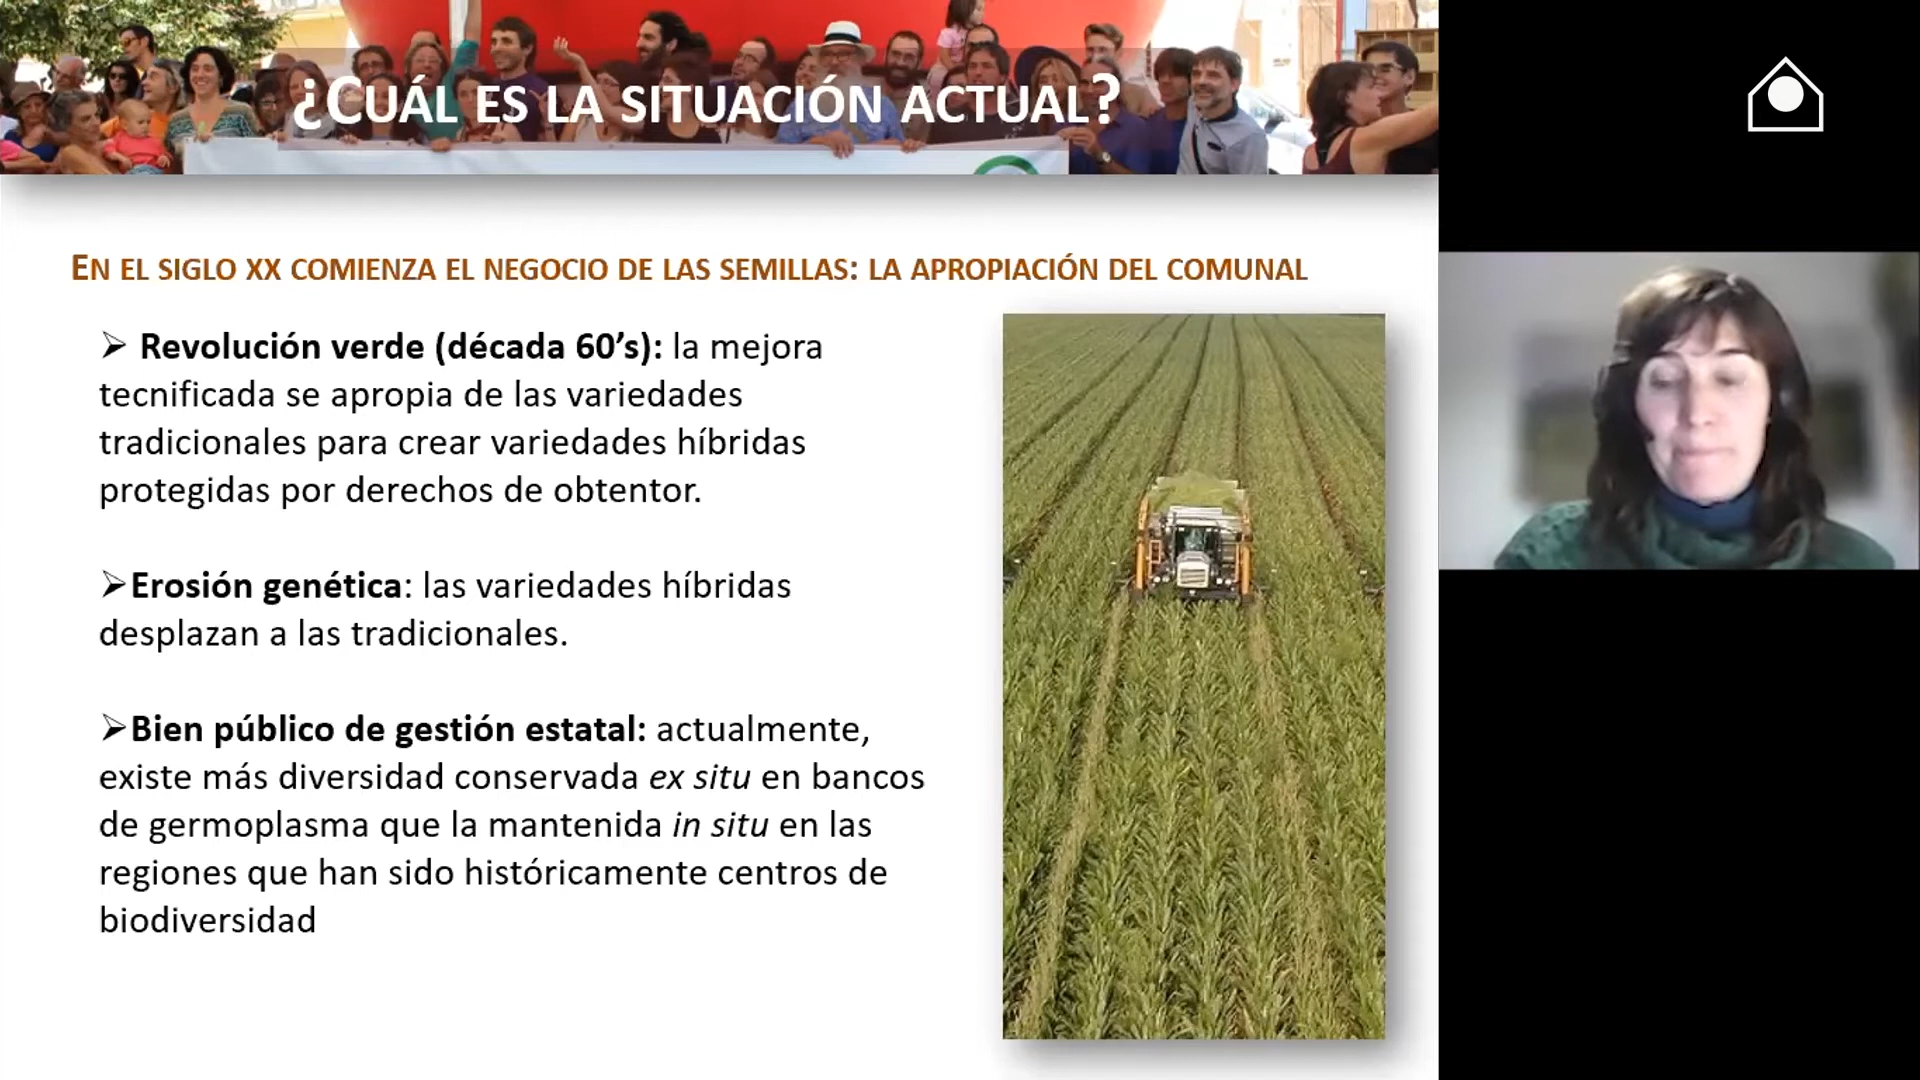 ¿CUÁL ES LA SITUACIÓN ACTUAL?
EN EL SIGLO XX COMIENZA EL NEGOCIO DE LAS SEMILLAS: LA APROPIACIÓN DEL COMUNAL
➢ Revolución verde (década 60’s): la mejora
tecnificada se apropia de las variedades
tradicionales para crear variedades híbridas
protegidas por derechos de obtentor.
➢Erosión genética: las variedades híbridas
desplazan a las tradicionales.
➢Bien público de gestión estatal: actualmente,
existe más diversidad conservada ex situ en bancos
de germoplasma que la mantenida in situ en las
regiones que han sido históricamente centros de
biodiversidad